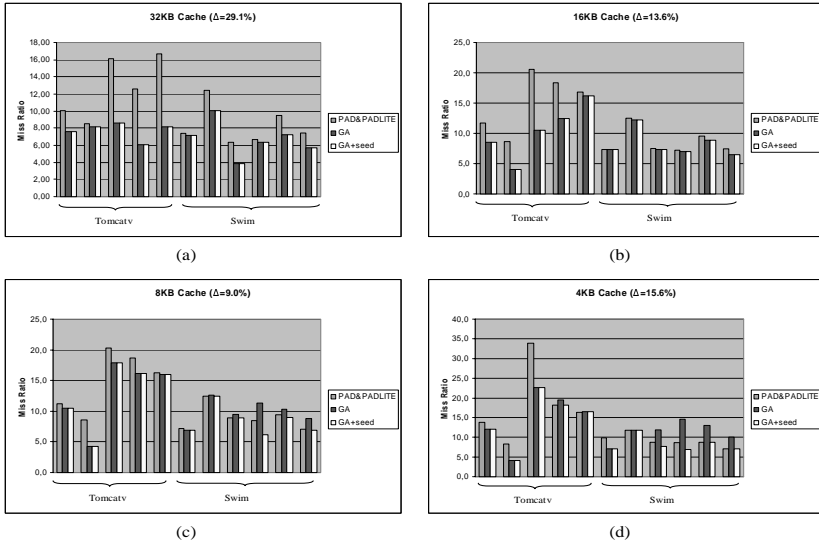 32KB Cache (Δ=29.1%)
18,00
16,00
14,00
12,00
10,00
8,00
6,00
4,00
2,00
0,00
Miss Ratio
PAD&PADLITE
GA
GA+seed
Tomcatv
Swim
(a)
16KB Cache (Δ=13.6%)
25,0
20,0
15,0
10,0
5,0
0,0
Miss Ratio
PAD&PADLITE
GA
GA+seed
Tomcatv
Swim
(b)
8KB Cache (Δ=9.0%)
25,0
20,0
15,0
10,0
5,0
0,0
Miss Ratio
PAD&PADLITE
GA
GA+seed
Tomcatv
Swim
(c)
4KB Cache (Δ=15.6%)
40,0
35,0
30,0
25,0
20,0
15,0
10,0
5,0
0,0
Miss Ratio
PAD&PADLITE
GA
GA+seed
Tomcatv
Swim
(d)